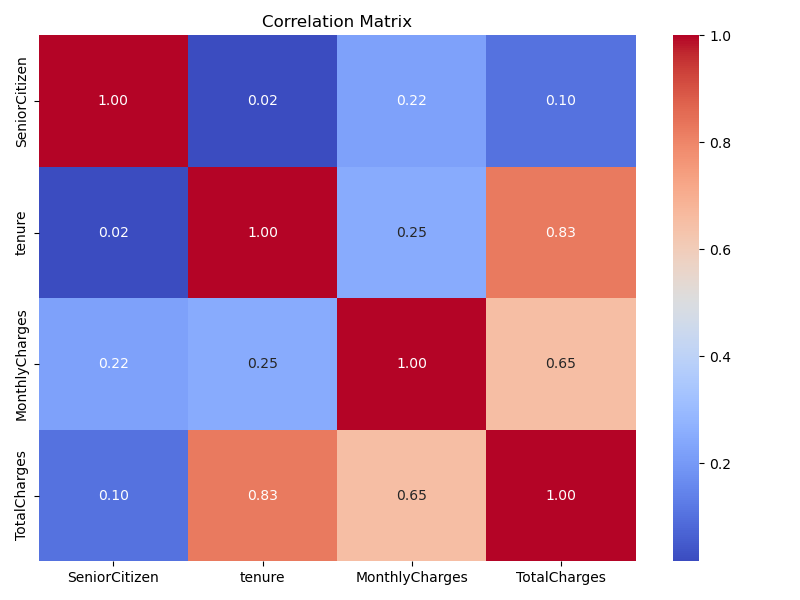 Correlation Matrix
SeniorCitizen
1.00
0.02
0.22
0.10
tenure
0.02
1.00
0.25
0.83
MonthlyCharges
0.22
0.25
1.00
0.65
TotalCharges
0.10
0.83
0.65
1.00
SeniorCitizen
tenure
MonthlyCharges
TotalCharges
1.0
0.8
0.6
0.4
0.2